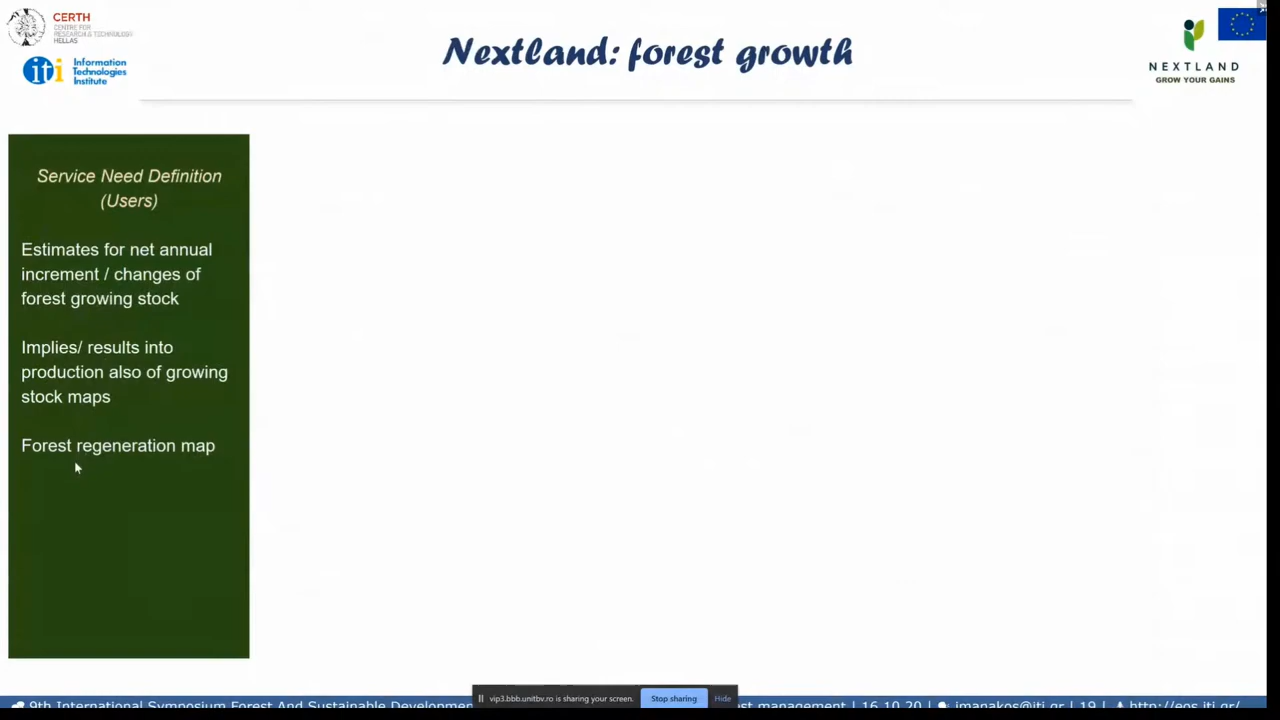 CERTH
CENTRE FOR
RESEARCH & TECHNOLOGY
HELLAS
iti Information
Technologies
Institute
Nextland: forest growth
NEXTLAND
GROW YOUR GAINS
Service Need Definition
(Users)
Estimates for net annual
increment / changes of
forest growing stock
Implies/ results into
production also of growing
stock maps
Forest regeneration map
vip3.bbb.unitbv.ro is sharing your screen. Stop sharing Hide
9th International Symposium Forest And Sustainable Developmen st management | 16.10.20 | imanakos@iti.gr | 19 | http://eos.iti.gr/